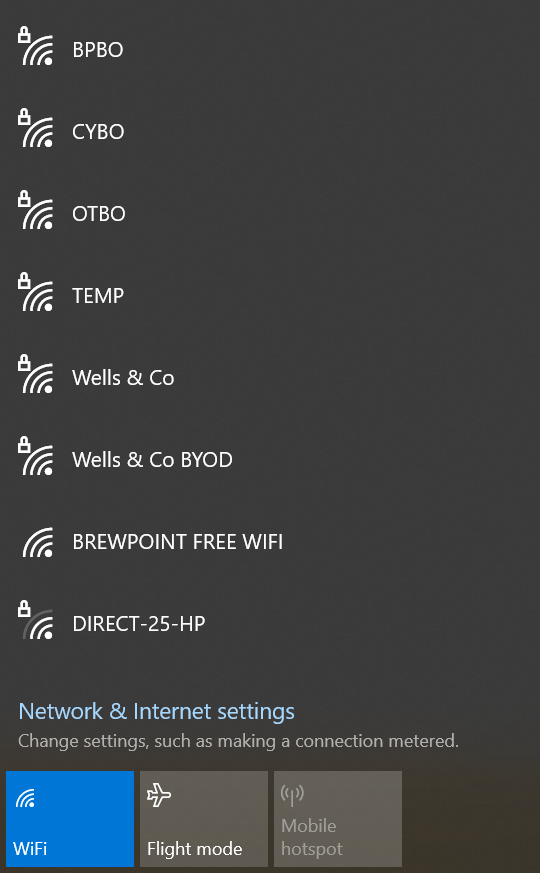 BPBO
CYBO
OTBO
TEMP
Wells & Co
Wells & Co BYOD
BREWPOINT FREE WIFI
DIRECT-25-HP
Network & Internet settings
Change settings, such as making a connection metered.
WiFi
Flight mode
Mobile
hotspot